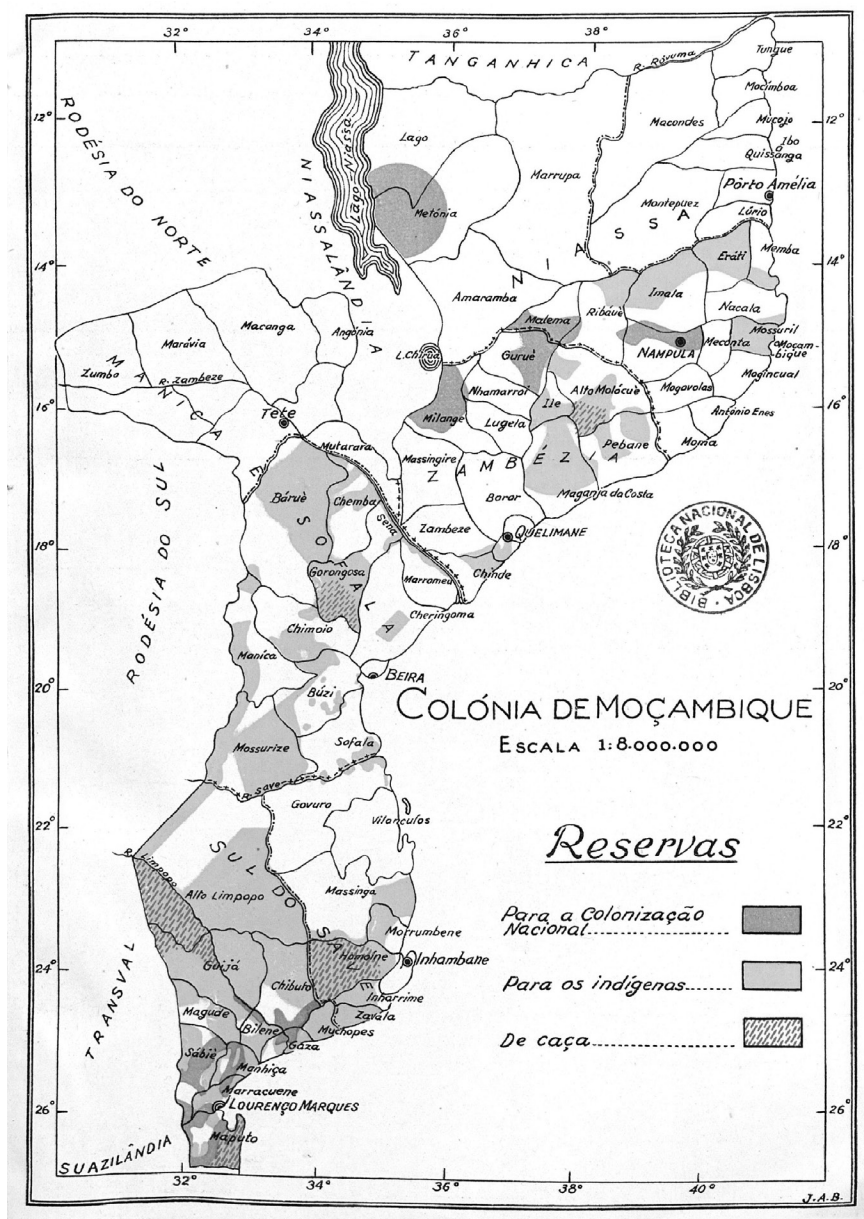 32°
34°
36°
38°
TANGANHICA
R. Rovuma
Tungue
Mocímboa
12°
RODÉSIA DO NORTE
Lago Niassa
Lago
Macondes
Mucojo
12°
Ibo
Quissanga
NIASSALÂNDIA
Marrupa
Metónia
Montepuez
Pôrto Amélia
NIASSA
Lúrio
14°
Eráti
Memba
14°
Amaramba
Imala
Macanga
Angónia
Malema
Ribáuè
Nacala
Marávia
L. Chirua
Guruè
NAMPULA
Meconta
Mossuril
Moçambique
Zumbo
R. Zambeze
MANICA E SOFALA
Nhamarroi
Alto Molócuè
Mogovolas
Mogincual
16°
Tete
Milange
Ile
António Enes
16°
Lugela
Mutarara
Massingire
Pebane
Moma
ZAMBEZIA
Báruè
Chemba
Boror
Maganja da Costa
RODÉSIA DO SUL
Sena
Zambeze
QUELIMANE
18°
18°
Gorongosa
Marromeu
Chinde
BIBLIOTECA NACIONAL DE LISBOA
Cheringoma
Chimoio
Manica
BEIRA
20°
Búzi
20°
COLÓNIA DE MOÇAMBIQUE
Mossurize
Sofala
ESCALA 1:8.000.000
R. Save
Govuro
22°
Vilanculos
22°
SUL DO SAVE
R. Limpopo
Reservas
Massinga
Alto Limpopo
Para a Colonização
Nacional
Morrumbene
Homoíne
24°
Inhambane
24°
Guijá
TRANSVAL
Chibuto
Para os indígenas
Inharrime
Magude
Zavala
Bilene
Muchopes
Gaza
De caça
Sábiè
Manhiça
Marracuene
26°
LOURENÇO MARQUES
26°
Maputo
SUAZILÂNDIA
32°
34°
36°
38°
40°
J.A.B.